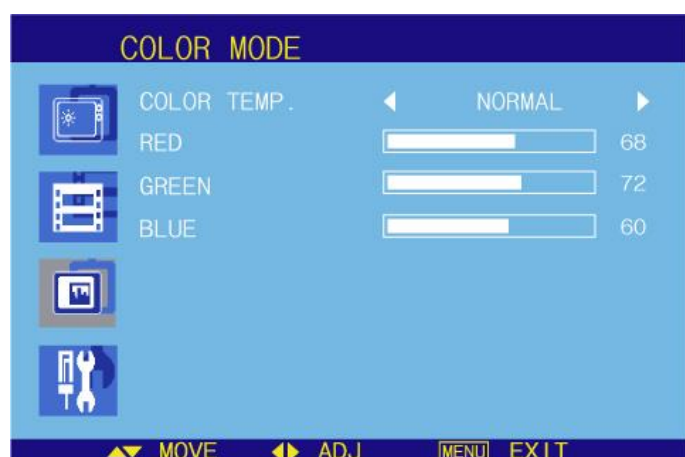 COLOR MODE
COLOR TEMP. NORMAL
RED 68
GREEN 72
BLUE 60
MOVE ADJ MENU EXIT